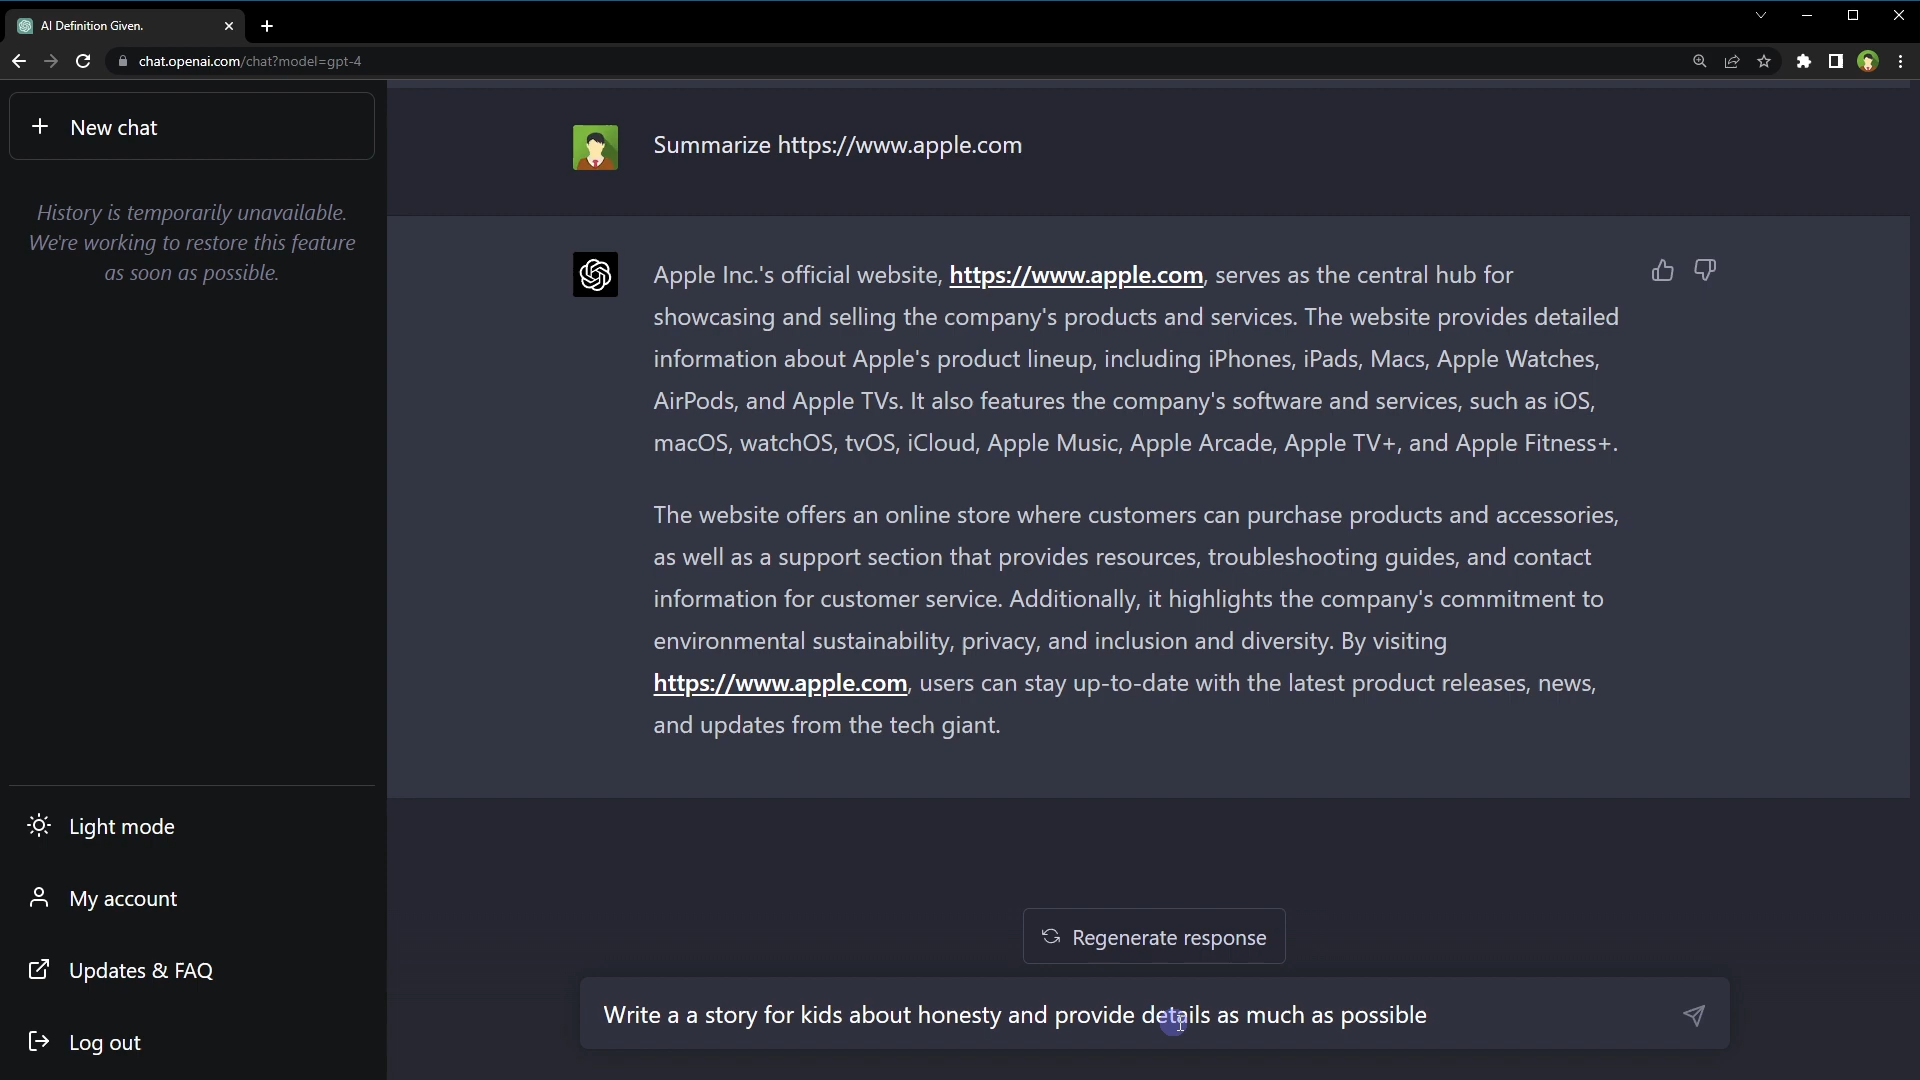 AI Definition Given.
chat.openai.com/chat?model=gpt-4
New chat
History is temporarily unavailable.
We're working to restore this feature
as soon as possible.
Light mode
My account
Updates & FAQ
Log out
Summarize https://www.apple.com
Apple Inc.'s official website, https://www.apple.com, serves as the central hub for
showcasing and selling the company's products and services. The website provides detailed
information about Apple's product lineup, including iPhones, iPads, Macs, Apple Watches,
AirPods, and Apple TVs. It also features the company's software and services, such as iOS,
macOS, watchOS, tvOS, iCloud, Apple Music, Apple Arcade, Apple TV+, and Apple Fitness+.
The website offers an online store where customers can purchase products and accessories,
as well as a support section that provides resources, troubleshooting guides, and contact
information for customer service. Additionally, it highlights the company's commitment to
environmental sustainability, privacy, and inclusion and diversity. By visiting
https://www.apple.com, users can stay up-to-date with the latest product releases, news,
and updates from the tech giant.
Regenerate response
Write a a story for kids about honesty and provide details as much as possible